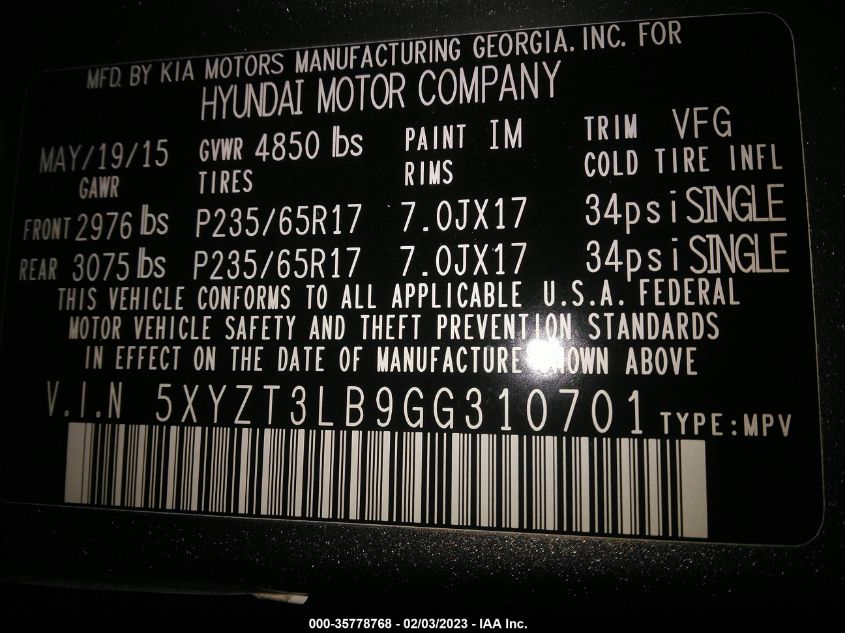 MFD. BY KIA MOTORS MANUFACTURING GEORGIA. INC. FOR
HYUNDAI MOTOR COMPANY
MAY/19/15 GVWR 4850 lbs PAINT IM TRIM VFG
GAWR TIRES RIMS COLD TIRE INFL
FRONT 2976 lbs P235/65R17 7.0JX17 34psi SINGLE
REAR 3075 lbs P235/65R17 7.0JX17 34psi SINGLE
THIS VEHICLE CONFORMS TO ALL APPLICABLE U.S.A. FEDERAL
MOTOR VEHICLE SAFETY AND THEFT PREVENTION STANDARDS
IN EFFECT ON THE DATE OF MANUFACTURE OWN ABOVE
V.I.N 5XYZT3LB9GG310701 TYPE:MPV
000-35778768 - 02/03/2023 - IAA Inc.